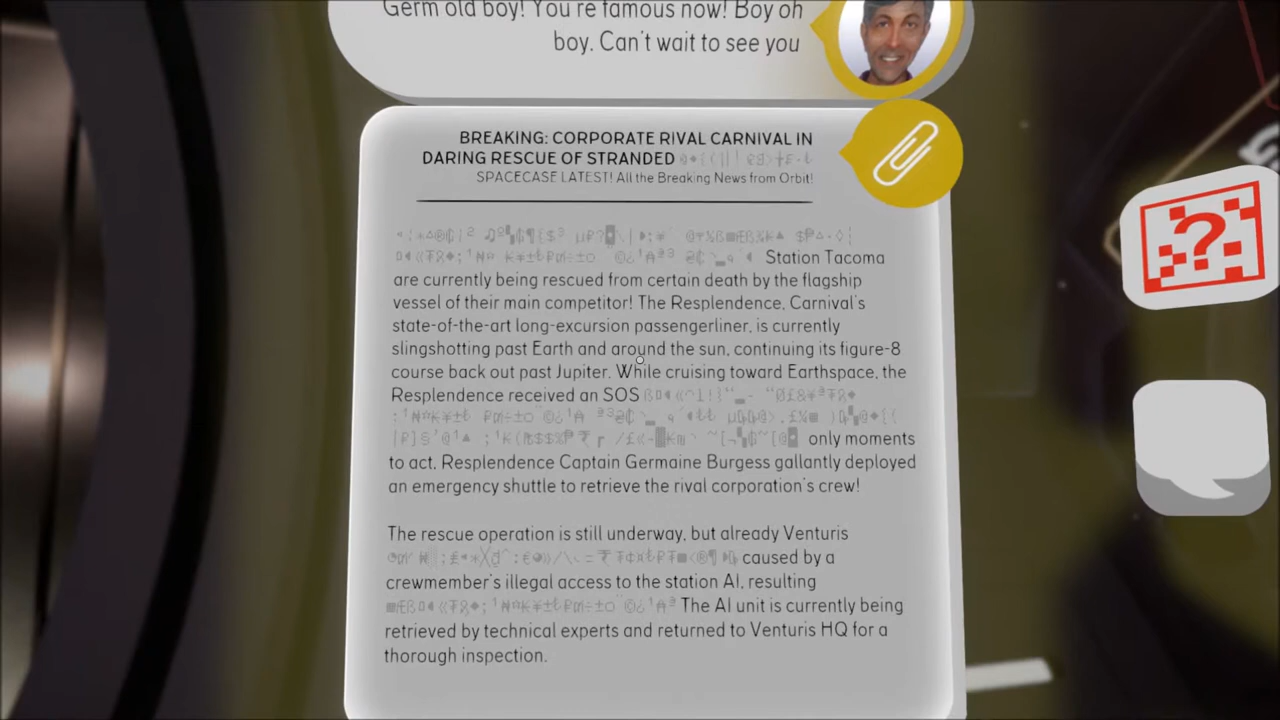 Germ old boy! You're famous now! Boy oh
boy. Can't wait to see you
BREAKING: CORPORATE RIVAL CARNIVAL IN
DARING RESCUE OF STRANDED
SPACECASE LATEST! All the Breaking News from Orbit!
Station Tacoma
are currently being rescued from certain death by the flagship
vessel of their main competitor! The Resplendence, Carnival's
state-of-the-art long-excursion passengerliner, is currently
slingshotting past Earth and around the sun, continuing its figure-8
course back out past Jupiter. While cruising toward Earthspace, the
Resplendence received an SOS
only moments
to act, Resplendence Captain Germaine Burgess gallantly deployed
an emergency shuttle to retrieve the rival corporation's crew!
The rescue operation is still underway, but already Venturis
caused by a
crewmember's illegal access to the station AI, resulting
The AI unit is currently being
retrieved by technical experts and returned to Venturis HQ for a
thorough inspection.
?